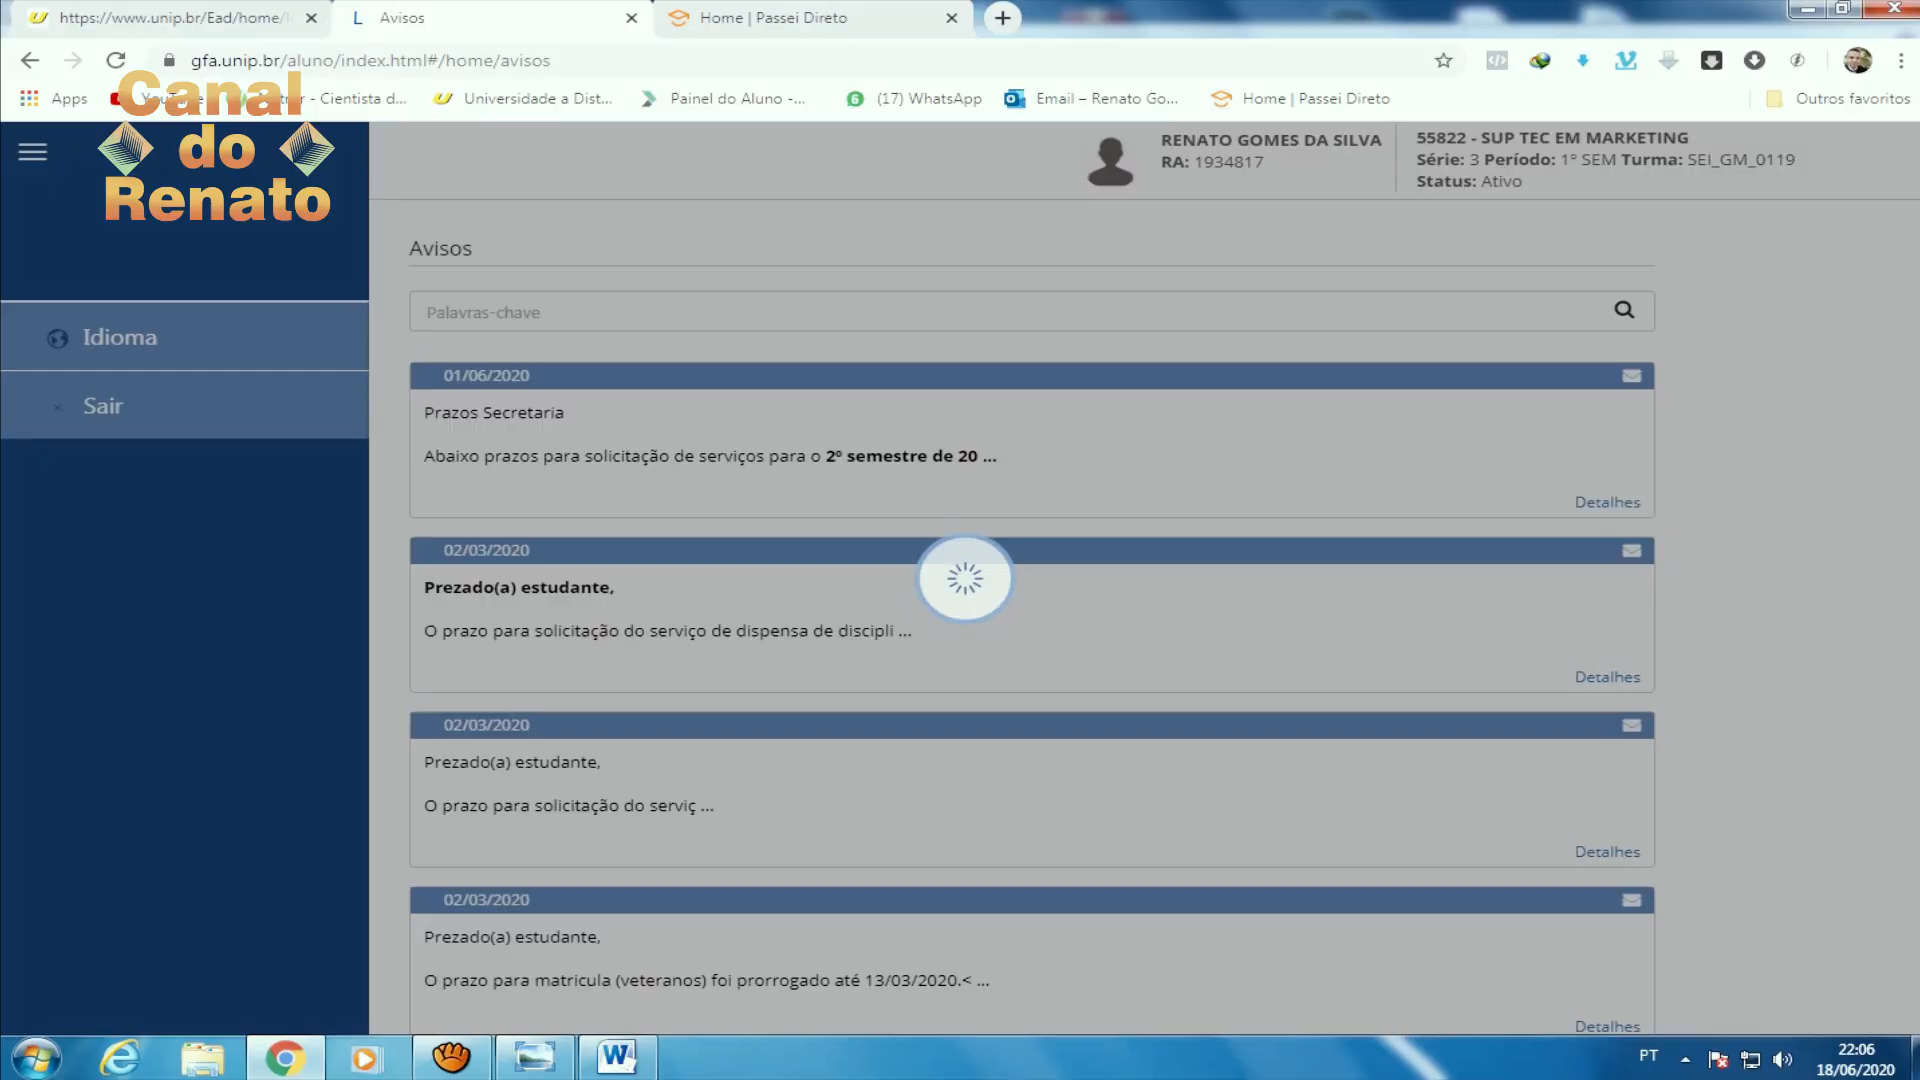 https://www.unip.br/Ead/home/
L Avisos
Home | Passei Direto
gfa.unip.br/aluno/index.html#/home/avisos
Apps
- Cientista d...
Universidade a Dist...
Painel do Aluno -...
(17) WhatsApp
Email – Renato Go...
Home | Passei Direto
Outros favoritos
Canal
do
Renato
RENATO GOMES DA SILVA
RA: 1934817
55822 - SUP TEC EM MARKETING
Série: 3 Período: 1º SEM Turma: SEI_GM_0119
Status: Ativo
Idioma
Sair
Avisos
Palavras-chave
01/06/2020
Prazos Secretaria
Abaixo prazos para solicitação de serviços para o 2º semestre de 20 ...
Detalhes
02/03/2020
Prezado(a) estudante,
O prazo para solicitação do serviço de dispensa de discipli ...
Detalhes
02/03/2020
Prezado(a) estudante,
O prazo para solicitação do serviç ...
Detalhes
02/03/2020
Prezado(a) estudante,
O prazo para matricula (veteranos) foi prorrogado até 13/03/2020.< ...
Detalhes
PT
22:06
18/06/2020